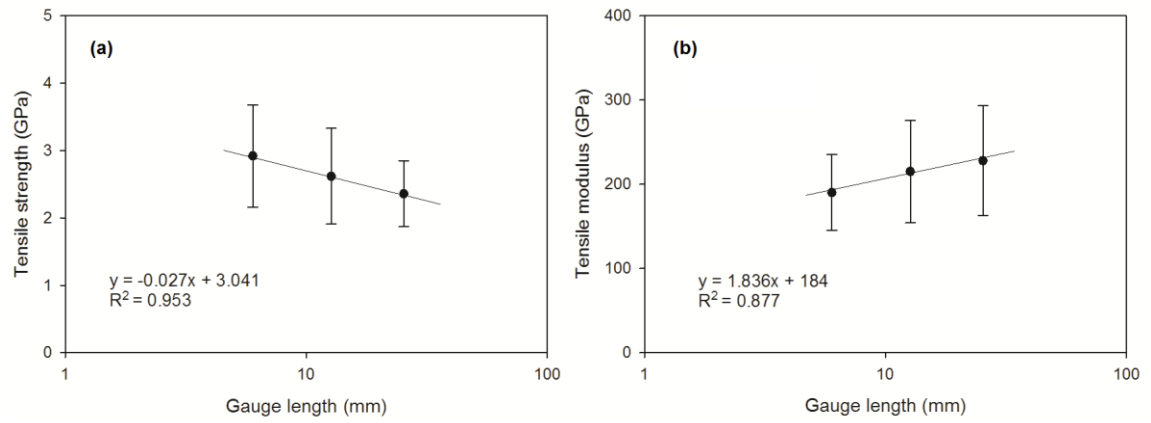 (a)
Tensile strength (GPa)
5
4
3
2
1
0
y = -0.027x + 3.041
R² = 0.953
1
10
100
Gauge length (mm)
(b)
Tensile modulus (GPa)
400
300
200
100
0
y = 1.836x + 184
R² = 0.877
1
10
100
Gauge length (mm)